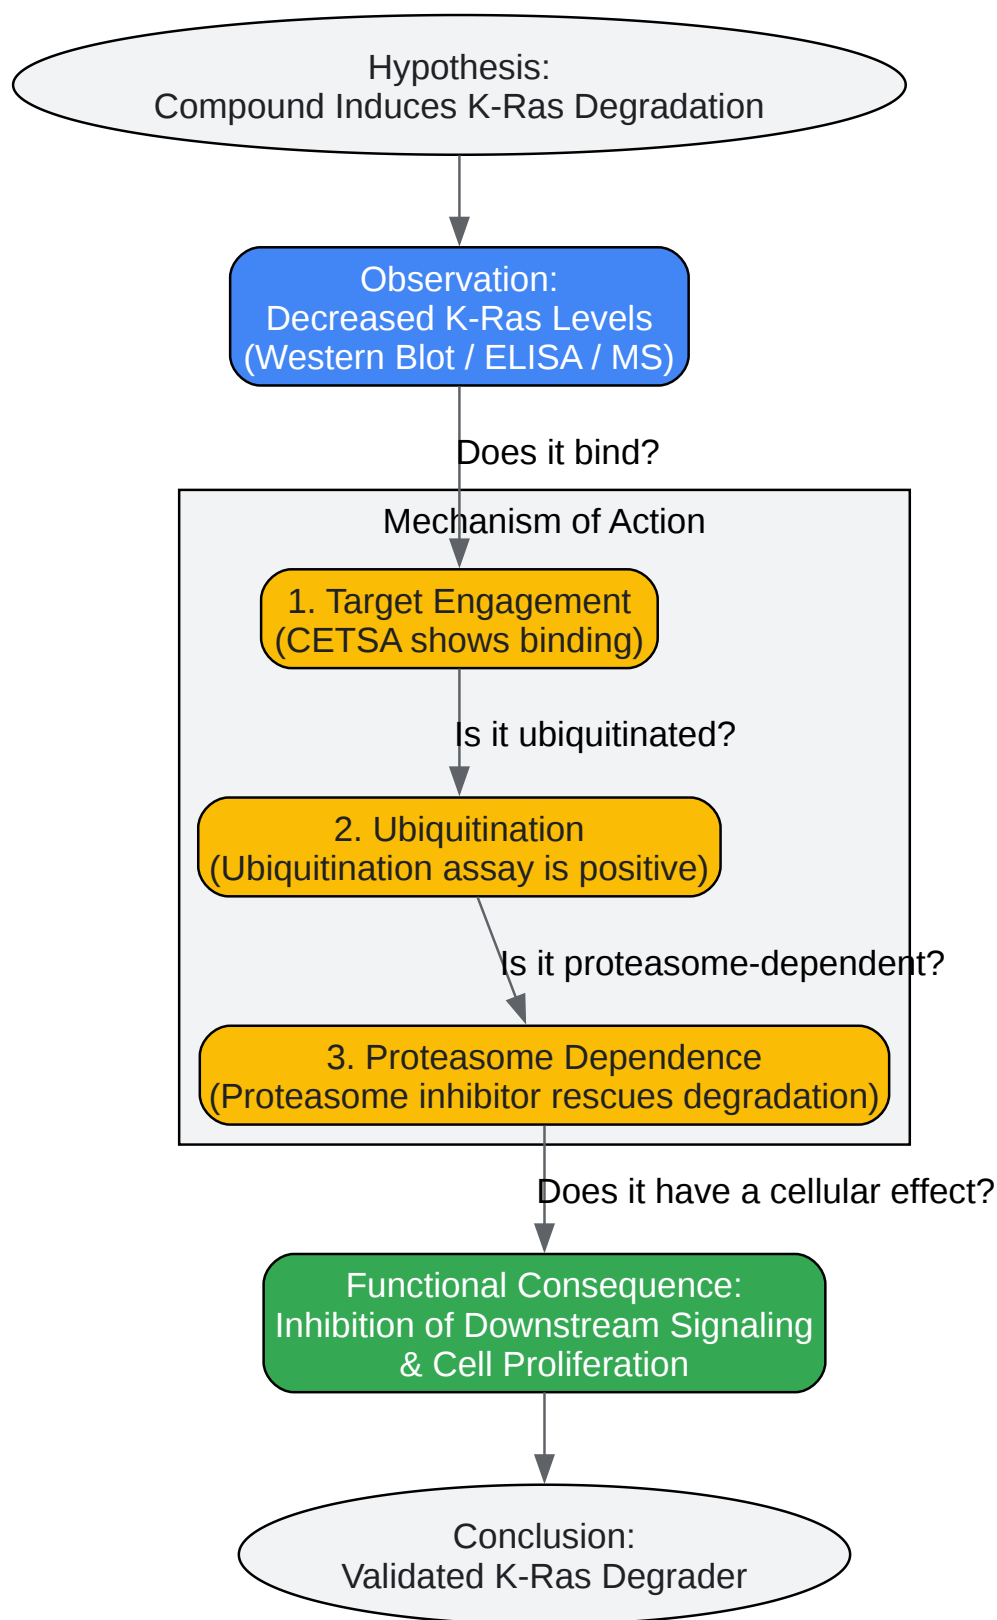 Hypothesis:
Compound Induces K-Ras Degradation
Observation:
Decreased K-Ras Levels
(Western Blot / ELISA / MS)
Does it bind?
Mechanism of Action
1. Target Engagement
(CETSA shows binding)
Is it ubiquitinated?
2. Ubiquitination
(Ubiquitination assay is positive)
Is it proteasome-dependent?
3. Proteasome Dependence
(Proteasome inhibitor rescues degradation)
Does it have a cellular effect?
Functional Consequence:
Inhibition of Downstream Signaling
& Cell Proliferation
Conclusion:
Validated K-Ras Degrader